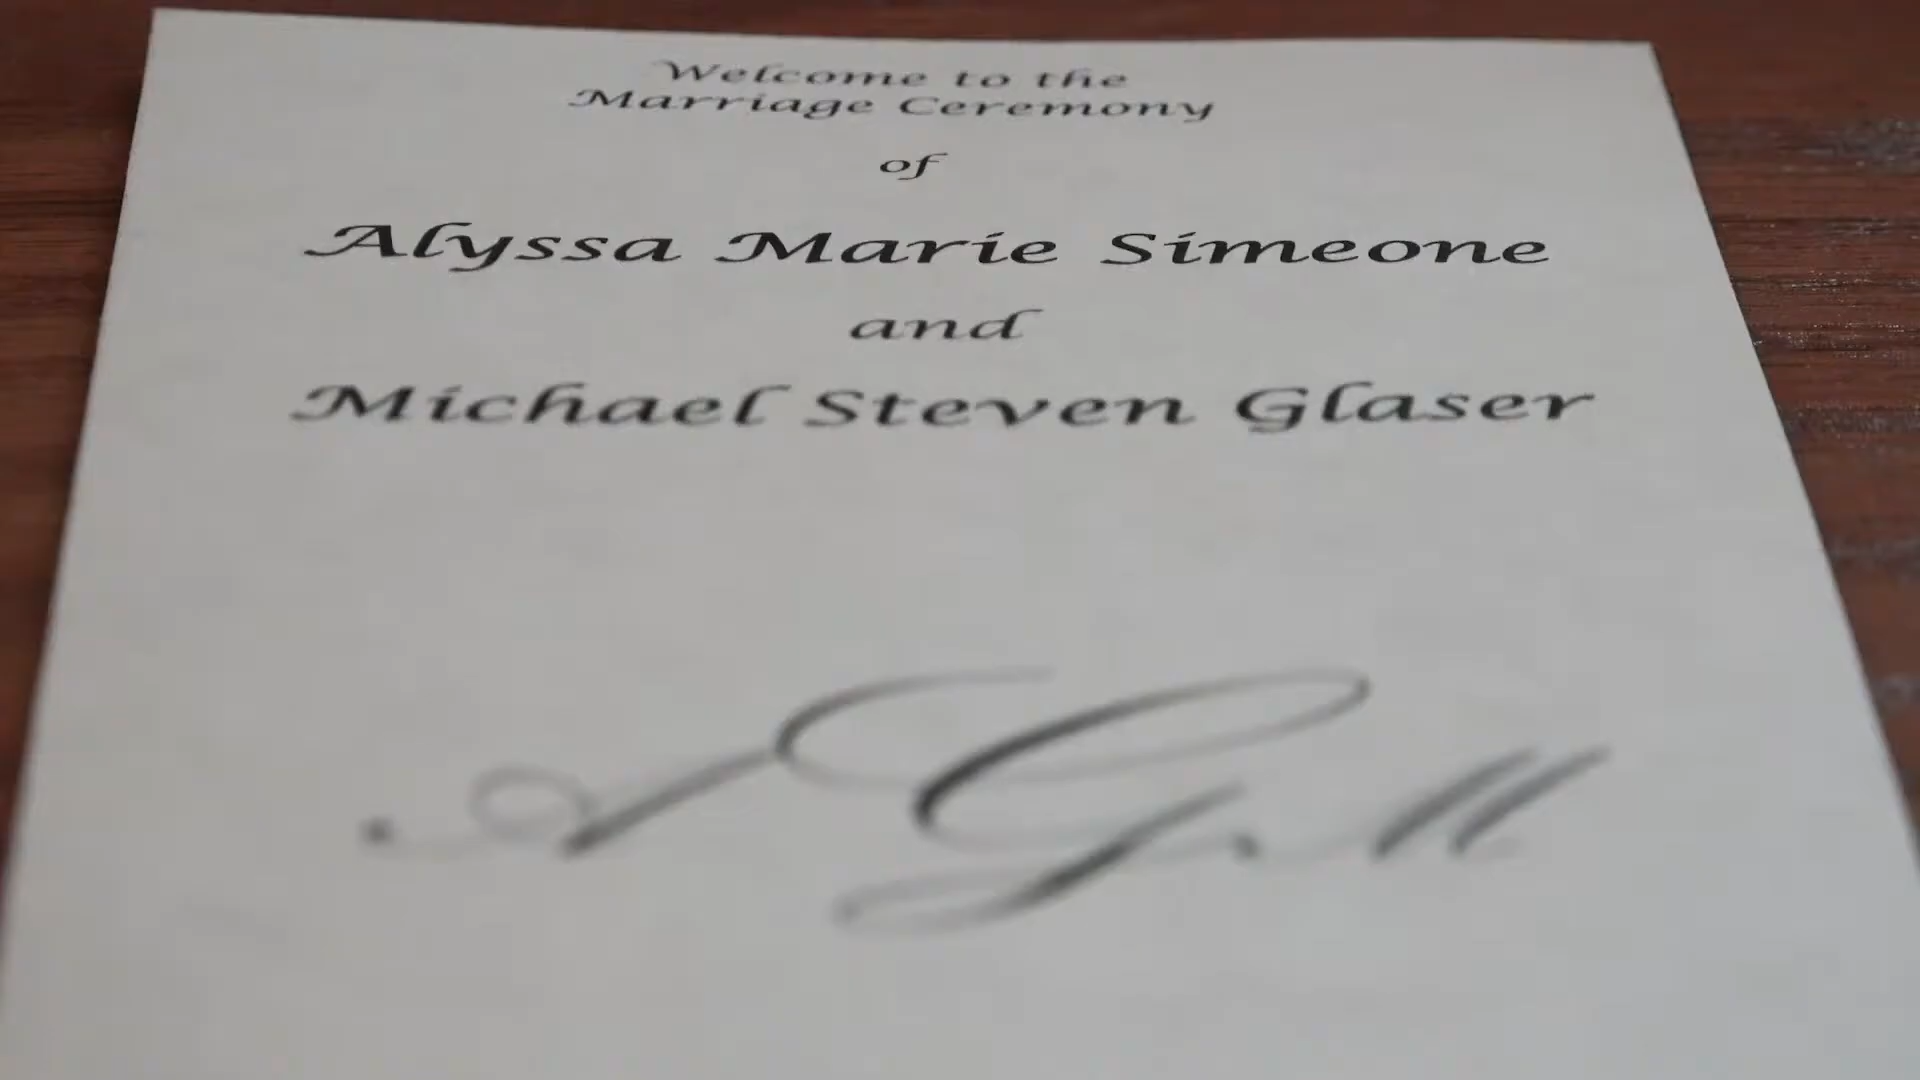 Welcome to the
Marriage Ceremony
of
Alyssa Marie Simeone
and
Michael Steven Glaser
A G M